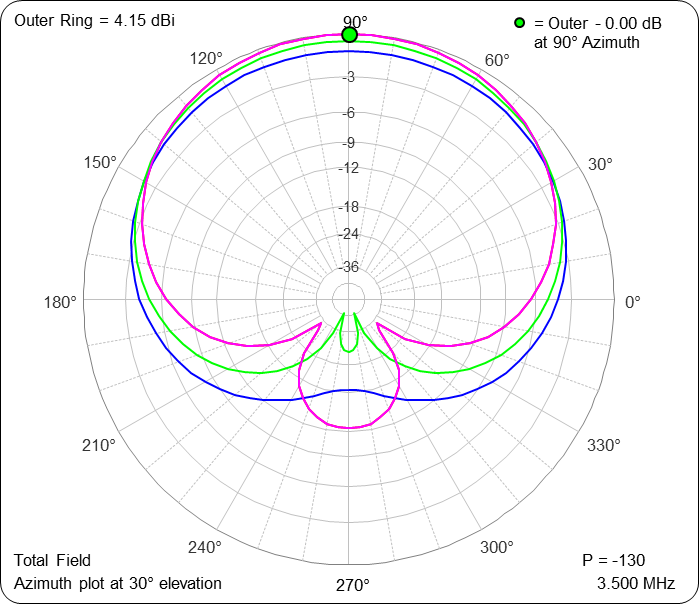 Outer Ring = 4.15 dBi
90°
= Outer - 0.00 dB
at 90° Azimuth
120°
60°
-3
-6
-9
150°
30°
-12
-18
-24
-36
180°
0°
210°
330°
240°
300°
Total Field
P = -130
Azimuth plot at 30° elevation
270°
3.500 MHz